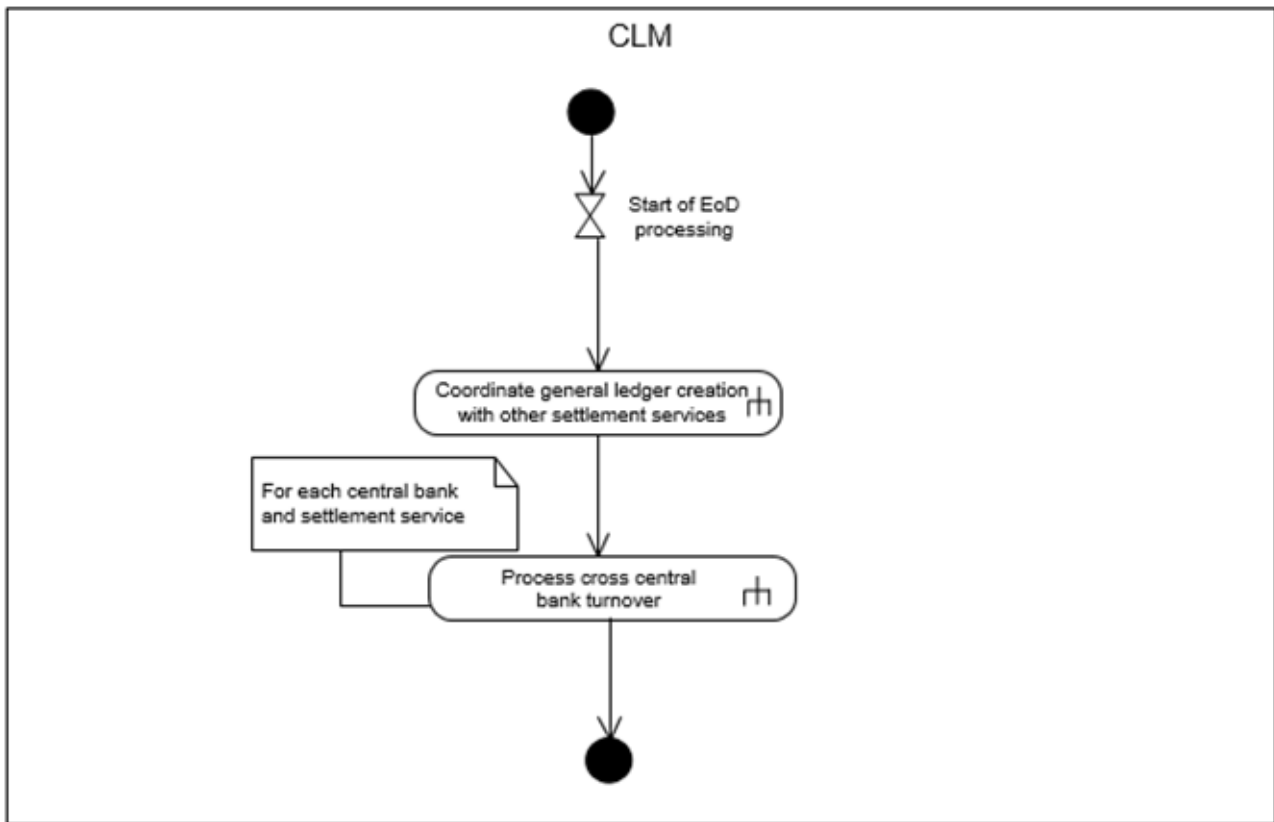 CLM
Start of EoD
processing
Coordinate general ledger creation
with other settlement services
For each central bank
and settlement service
Process cross central
bank turnover